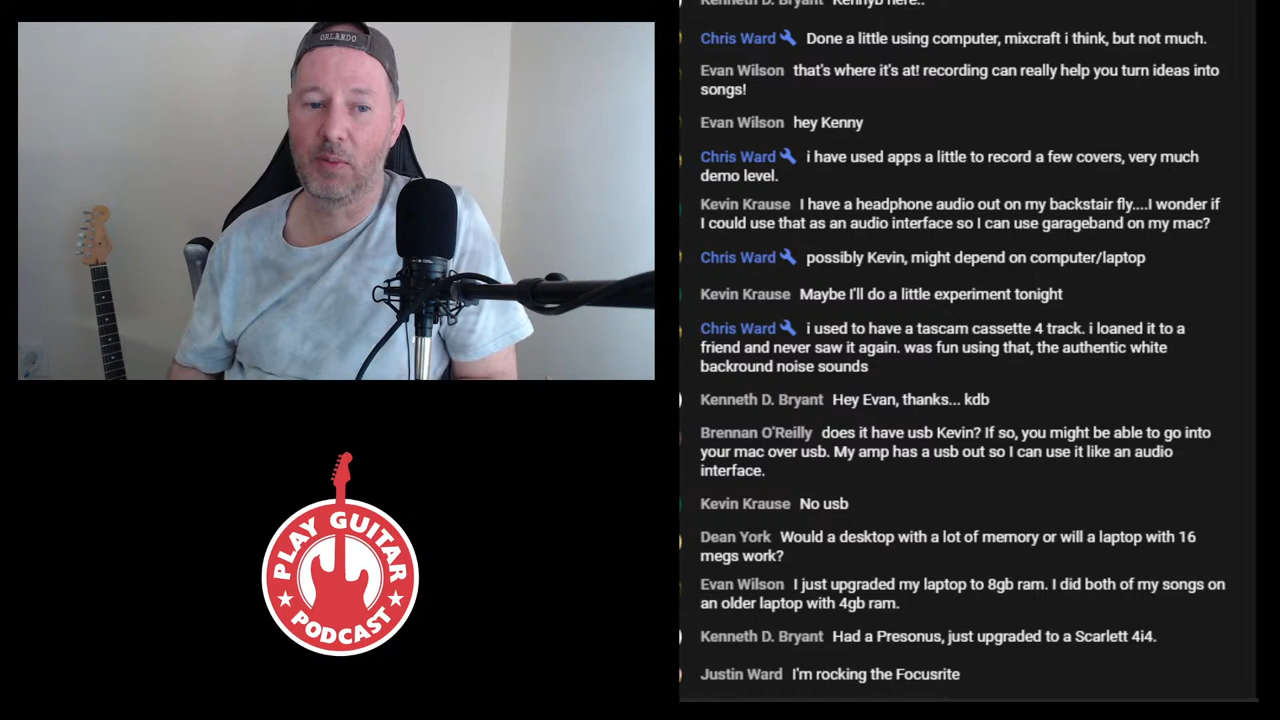 ORLANDO
PLAY GUITAR
PODCAST
Kenneth D. Bryant Kennyb here..
Chris Ward Done a little using computer, mixcraft i think, but not much.
Evan Wilson that's where it's at! recording can really help you turn ideas into
songs!
Evan Wilson hey Kenny
Chris Ward i have used apps a little to record a few covers, very much
demo level.
Kevin Krause I have a headphone audio out on my backstair fly....I wonder if
I could use that as an audio interface so I can use garageband on my mac?
Chris Ward possibly Kevin, might depend on computer/laptop
Kevin Krause Maybe I'll do a little experiment tonight
Chris Ward i used to have a tascam cassette 4 track. i loaned it to a
friend and never saw it again. was fun using that, the authentic white
backround noise sounds
Kenneth D. Bryant Hey Evan, thanks... kdb
Brennan O'Reilly does it have usb Kevin? If so, you might be able to go into
your mac over usb. My amp has a usb out so I can use it like an audio
interface.
Kevin Krause No usb
Dean York Would a desktop with a lot of memory or will a laptop with 16
megs work?
Evan Wilson I just upgraded my laptop to 8gb ram. I did both of my songs on
an older laptop with 4gb ram.
Kenneth D. Bryant Had a Presonus, just upgraded to a Scarlett 4i4.
Justin Ward I'm rocking the Focusrite